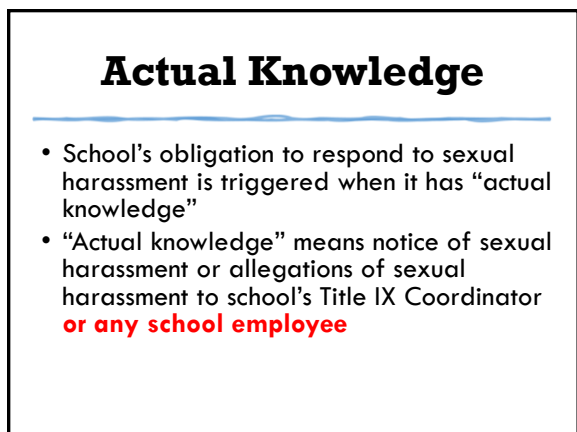 Actual Knowledge
• School’s obligation to respond to sexual
harassment is triggered when it has “actual
knowledge”
• “Actual knowledge” means notice of sexual
harassment or allegations of sexual
harassment to school’s Title IX Coordinator
or any school employee